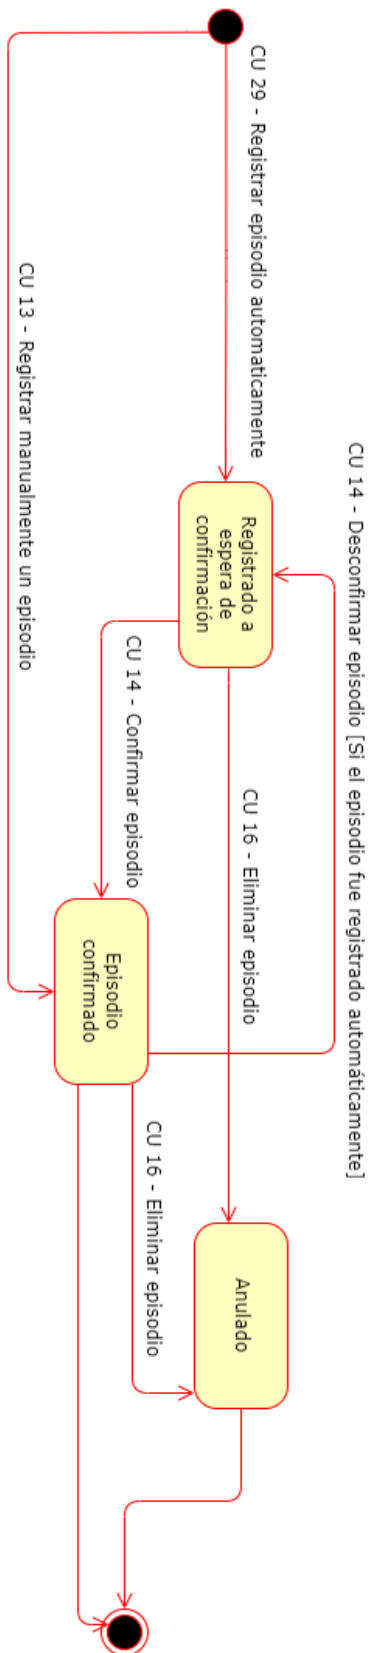 CU 14 - Desconfirmar episodio [Si el episodio fue registrado automáticamente]
CU 29 - Registrar episodio automaticamente
Registrado a
espera de
confirmación
CU 16 - Eliminar episodio
Anulado
CU 14 - Confirmar episodio
Episodio
confirmado
CU 16 - Eliminar episodio
CU 13 - Registrar manualmente un episodio